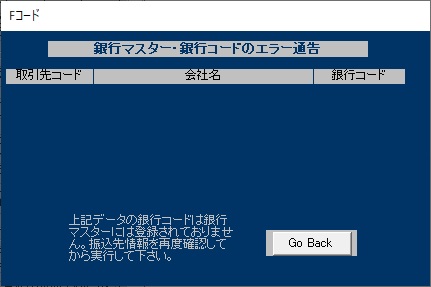 Fコード
銀行マスター・銀行コードのエラー通告
取引先コード 会社名 銀行コード
上記データの銀行コードは銀行
マスターには登録されておりませ
ん。振込先情報を再度確認して
から実行して下さい。
Go Back